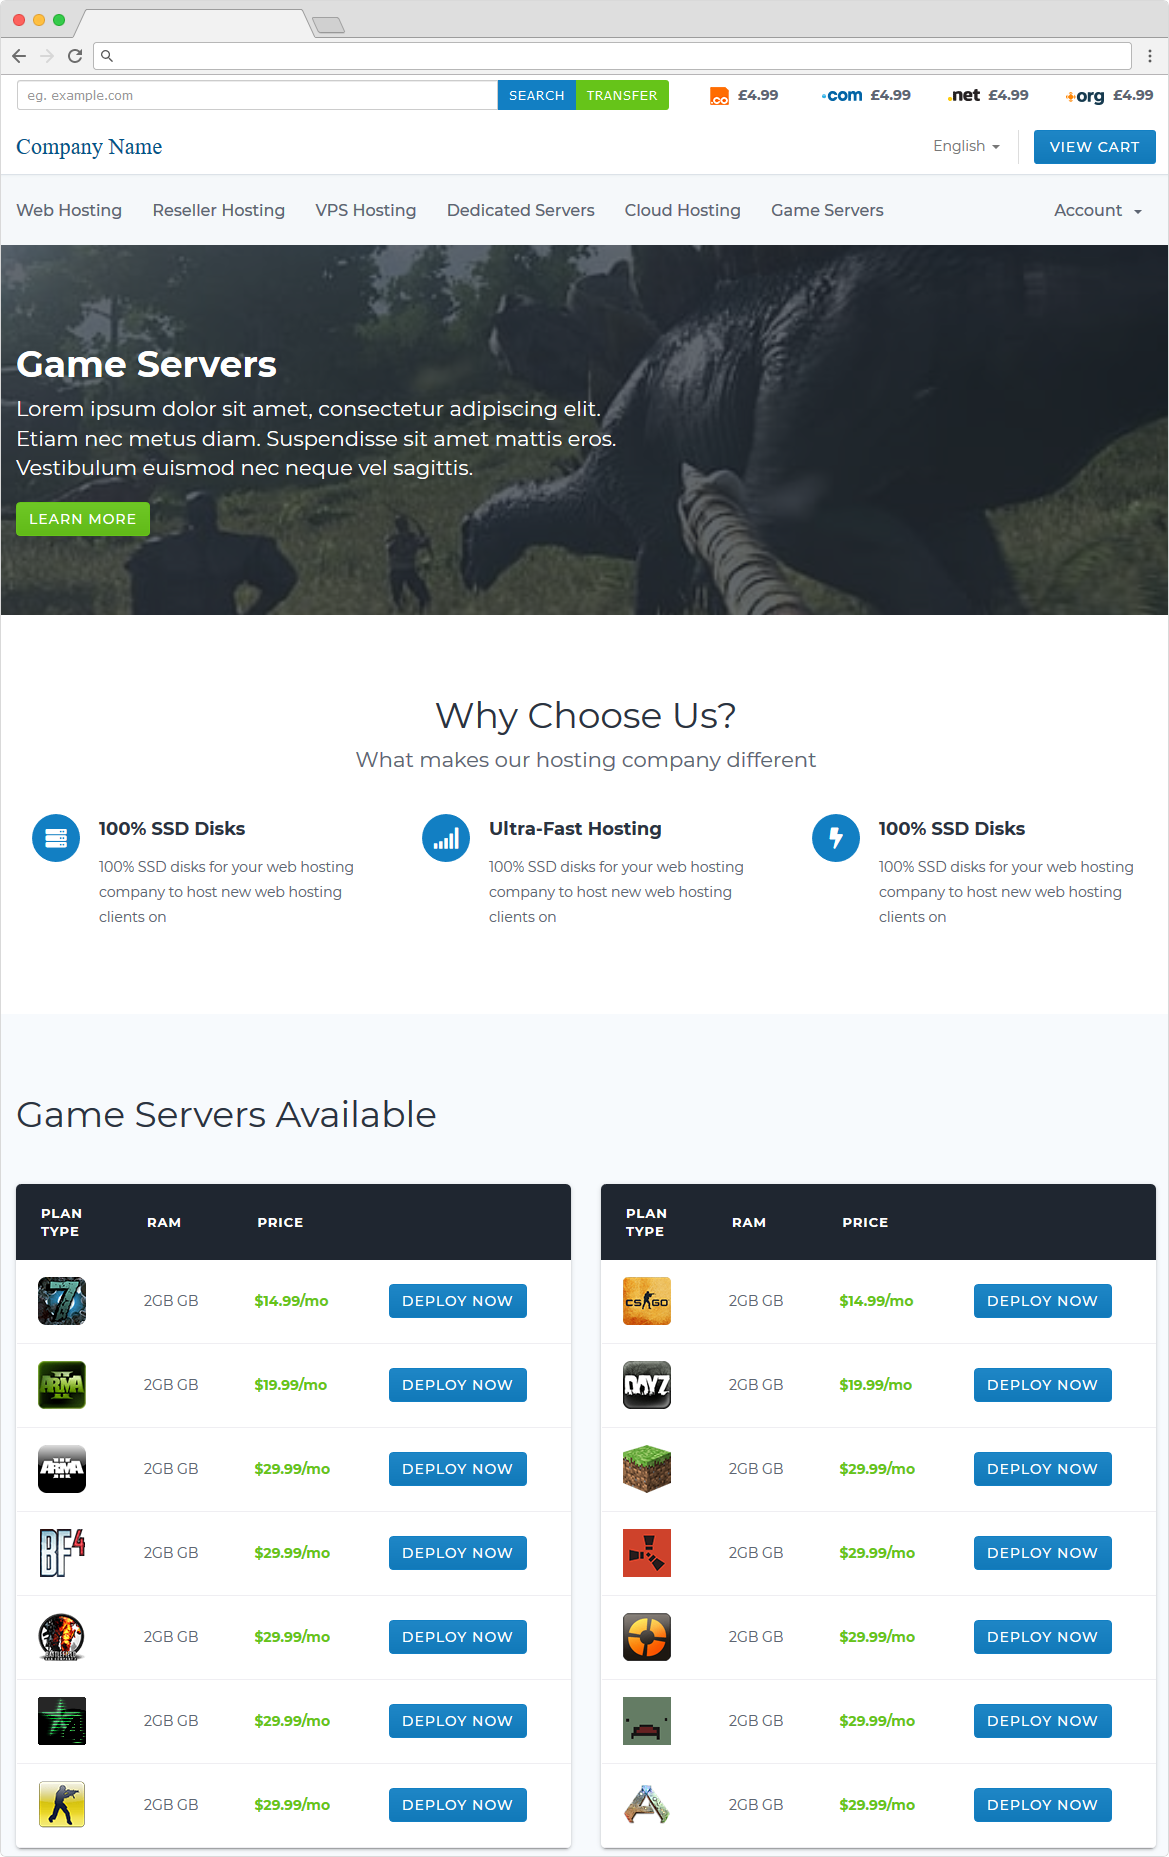 eg. example.com SEARCH TRANSFER .co £4.99 .com £4.99 .net £4.99 .org £4.99
Company Name English VIEW CART
Web Hosting Reseller Hosting VPS Hosting Dedicated Servers Cloud Hosting Game Servers Account
Game Servers
Lorem ipsum dolor sit amet, consectetur adipiscing elit.
Etiam nec metus diam. Suspendisse sit amet mattis eros.
Vestibulum euismod nec neque vel sagittis.
LEARN MORE
Why Choose Us?
What makes our hosting company different
100% SSD Disks
100% SSD disks for your web hosting
company to host new web hosting
clients on
Ultra-Fast Hosting
100% SSD disks for your web hosting
company to host new web hosting
clients on
100% SSD Disks
100% SSD disks for your web hosting
company to host new web hosting
clients on
Game Servers Available
PLAN
TYPE
RAM PRICE
7 2GB GB $14.99/mo DEPLOY NOW
ARMA II 2GB GB $19.99/mo DEPLOY NOW
ARMA III 2GB GB $29.99/mo DEPLOY NOW
BF4 2GB GB $29.99/mo DEPLOY NOW
2GB GB $29.99/mo DEPLOY NOW
2GB GB $29.99/mo DEPLOY NOW
2GB GB $29.99/mo DEPLOY NOW
PLAN
TYPE
RAM PRICE
CS GO 2GB GB $14.99/mo DEPLOY NOW
DAYZ 2GB GB $19.99/mo DEPLOY NOW
2GB GB $29.99/mo DEPLOY NOW
2GB GB $29.99/mo DEPLOY NOW
2GB GB $29.99/mo DEPLOY NOW
2GB GB $29.99/mo DEPLOY NOW
2GB GB $29.99/mo DEPLOY NOW